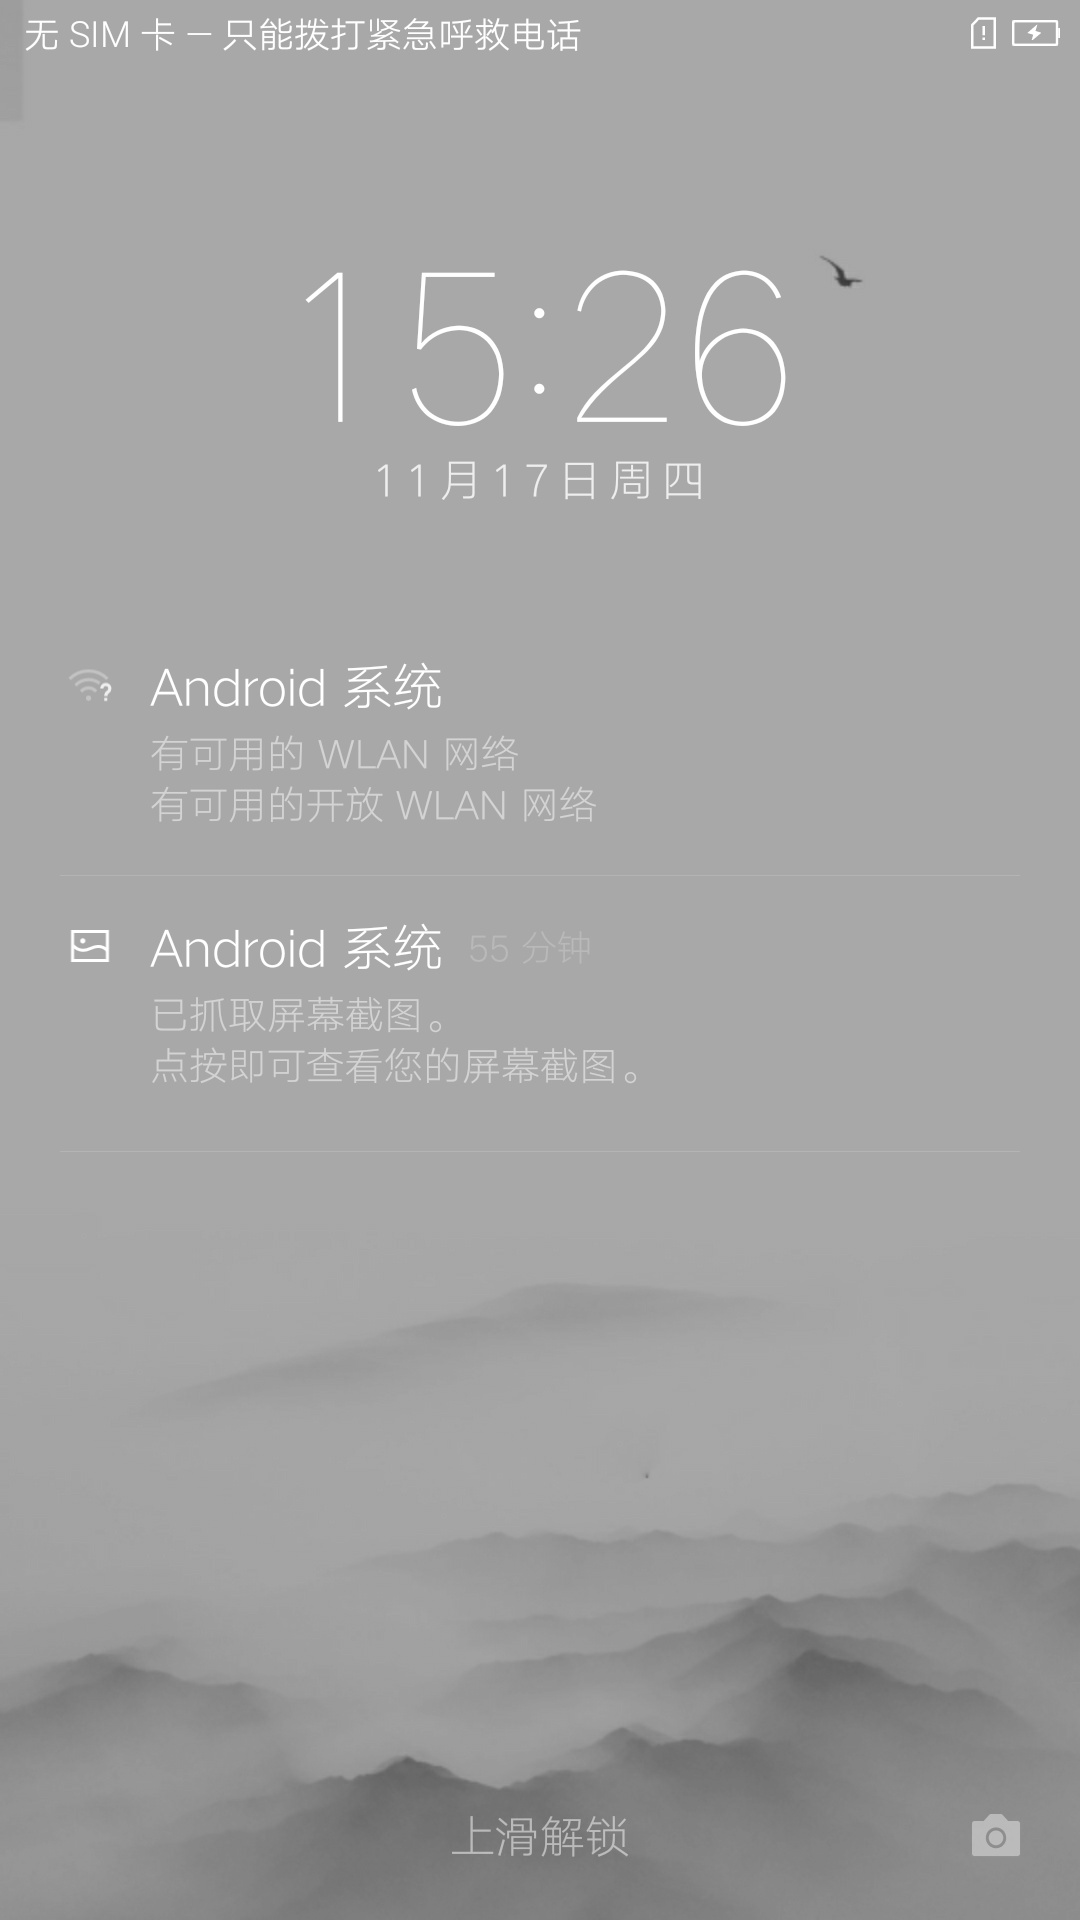 无 SIM 卡 — 只能拨打紧急呼救电话
15:26
11月17日周四
Android 系统
有可用的 WLAN 网络
有可用的开放 WLAN 网络
Android 系统 55 分钟
已抓取屏幕截图。
点按即可查看您的屏幕截图。
上滑解锁